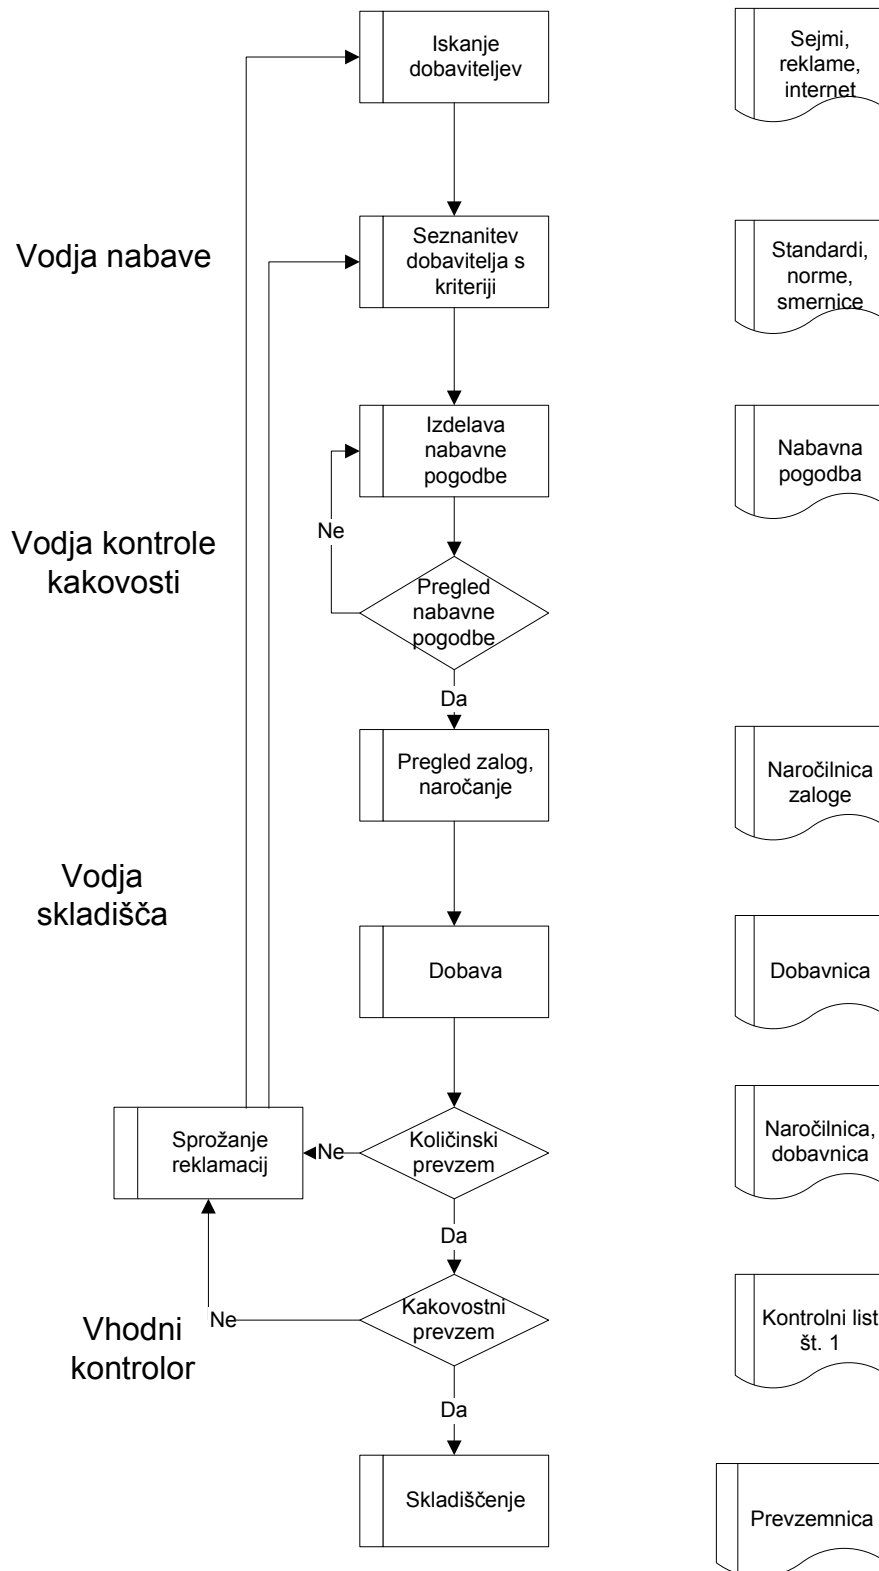 Iskanje
dobaviteljev
Sejmi,
reklame,
internet
Vodja nabave
Seznanitev
dobavitelja s
kriteriji
Standardi,
norme,
smernice
Izdelava
nabavne
pogodbe
Nabavna
pogodba
Ne
Vodja kontrole
kakovosti
Pregled
nabavne
pogodbe
Da
Pregled zalog,
naročanje
Naročilnica
zaloge
Vodja
skladišča
Dobava
Dobavnica
Sprožanje
reklamacij
Ne
Količinski
prevzem
Naročilnica,
dobavnica
Da
Vhodni
kontrolor
Ne
Kakovostni
prevzem
Kontrolni list
št. 1
Da
Skladiščenje
Prevzemnica